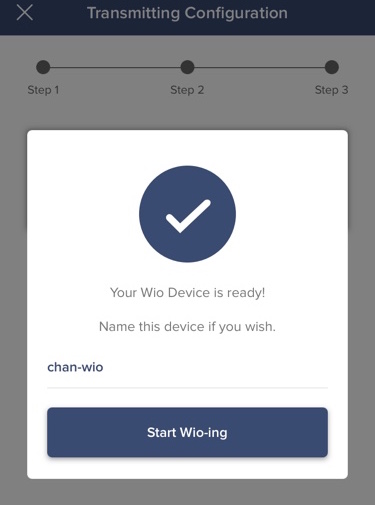 Transmitting Configuration
Step 1
Step 2
Step 3
Your Wio Device is ready!
Name this device if you wish.
chan-wio
Start Wio-ing